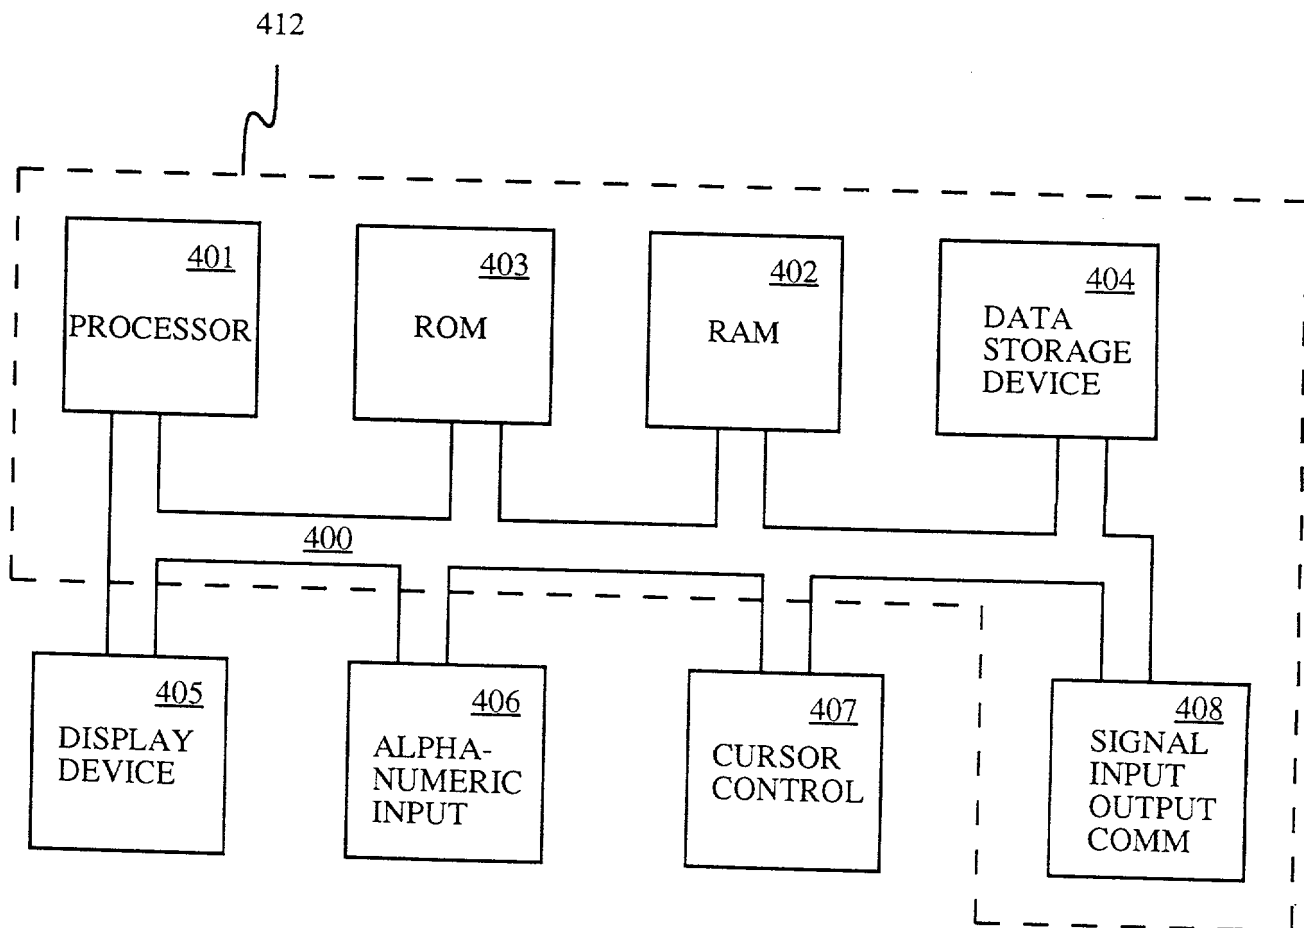 412
401
PROCESSOR
403
ROM
402
RAM
404
DATA
STORAGE
DEVICE
400
405
DISPLAY
DEVICE
406
ALPHA-
NUMERIC
INPUT
407
CURSOR
CONTROL
408
SIGNAL
INPUT
OUTPUT
COMM